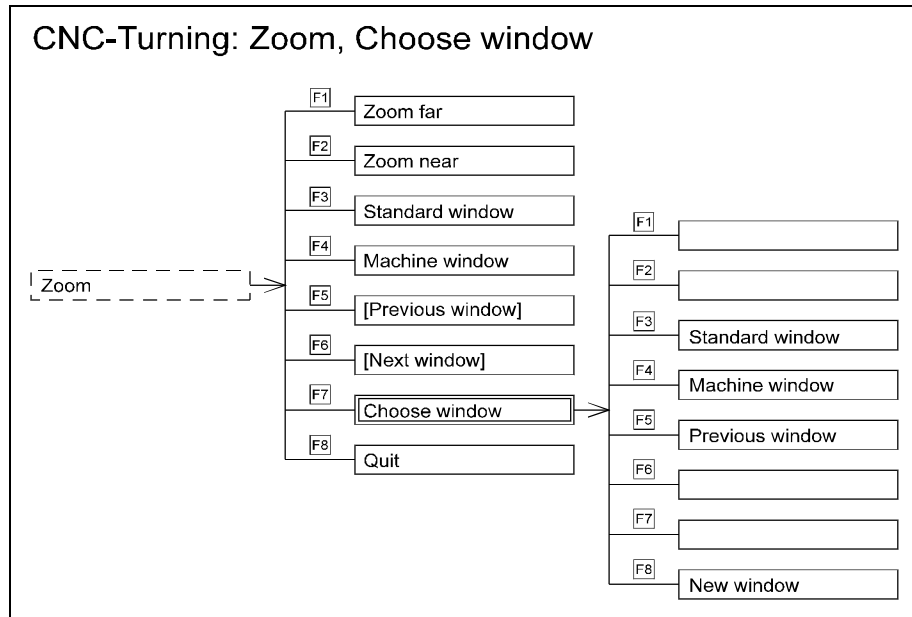 CNC-Turning: Zoom, Choose window
Zoom
F1 Zoom far
F2 Zoom near
F3 Standard window
F4 Machine window
F5 [Previous window]
F6 [Next window]
F7 Choose window
F8 Quit
F1
F2
F3 Standard window
F4 Machine window
F5 Previous window
F6
F7
F8 New window